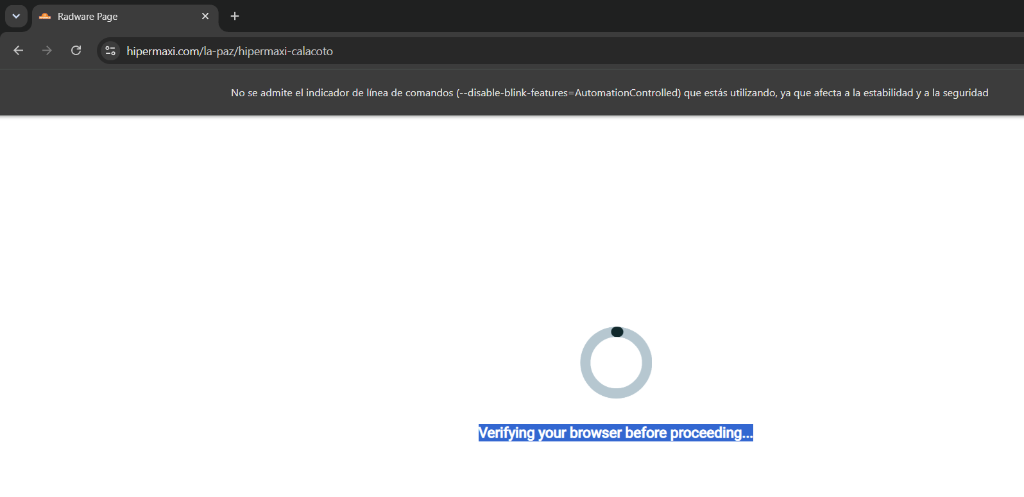 Radware Page
hipermaxi.com/la-paz/hipermaxi-calacoto
No se admite el indicador de línea de comandos (--disable-blink-features=AutomationControlled) que estás utilizando, ya que afecta a la estabilidad y a la seguridad
Verifying your browser before proceeding...